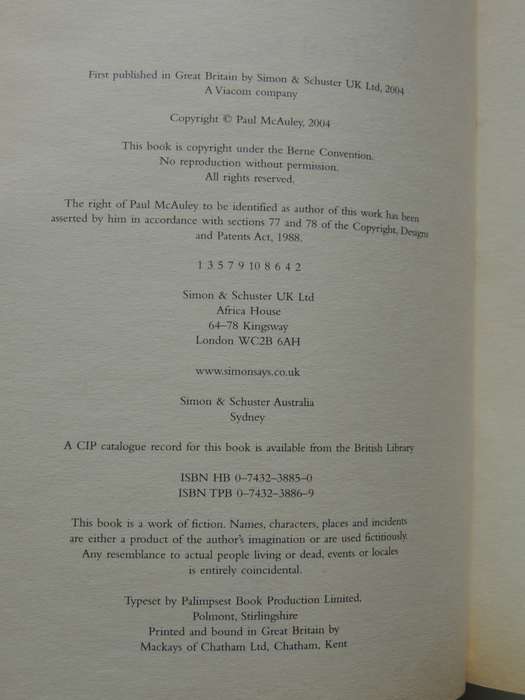 First published in Great Britain by Simon & Schuster UK Ltd, 2004
A Viacom company
Copyright © Paul McAuley, 2004
This book is copyright under the Berne Convention.
No reproduction without permission.
All rights reserved.
The right of Paul McAuley to be identified as author of this work has been
asserted by him in accordance with sections 77 and 78 of the Copyright, Designs
and Patents Act, 1988.
1 3 5 7 9 10 8 6 4 2
Simon & Schuster UK Ltd
Africa House
64–78 Kingsway
London WC2B 6AH
www.simonsays.co.uk
Simon & Schuster Australia
Sydney
A CIP catalogue record for this book is available from the British Library
ISBN HB 0–7432–3885–0
ISBN TPB 0–7432–3886–9
This book is a work of fiction. Names, characters, places and incidents
are either a product of the author's imagination or are used fictitiously.
Any resemblance to actual people living or dead, events or locales
is entirely coincidental.
Typeset by Palimpsest Book Production Limited,
Polmont, Stirlingshire
Printed and bound in Great Britain by
Mackays of Chatham Ltd, Chatham, Kent